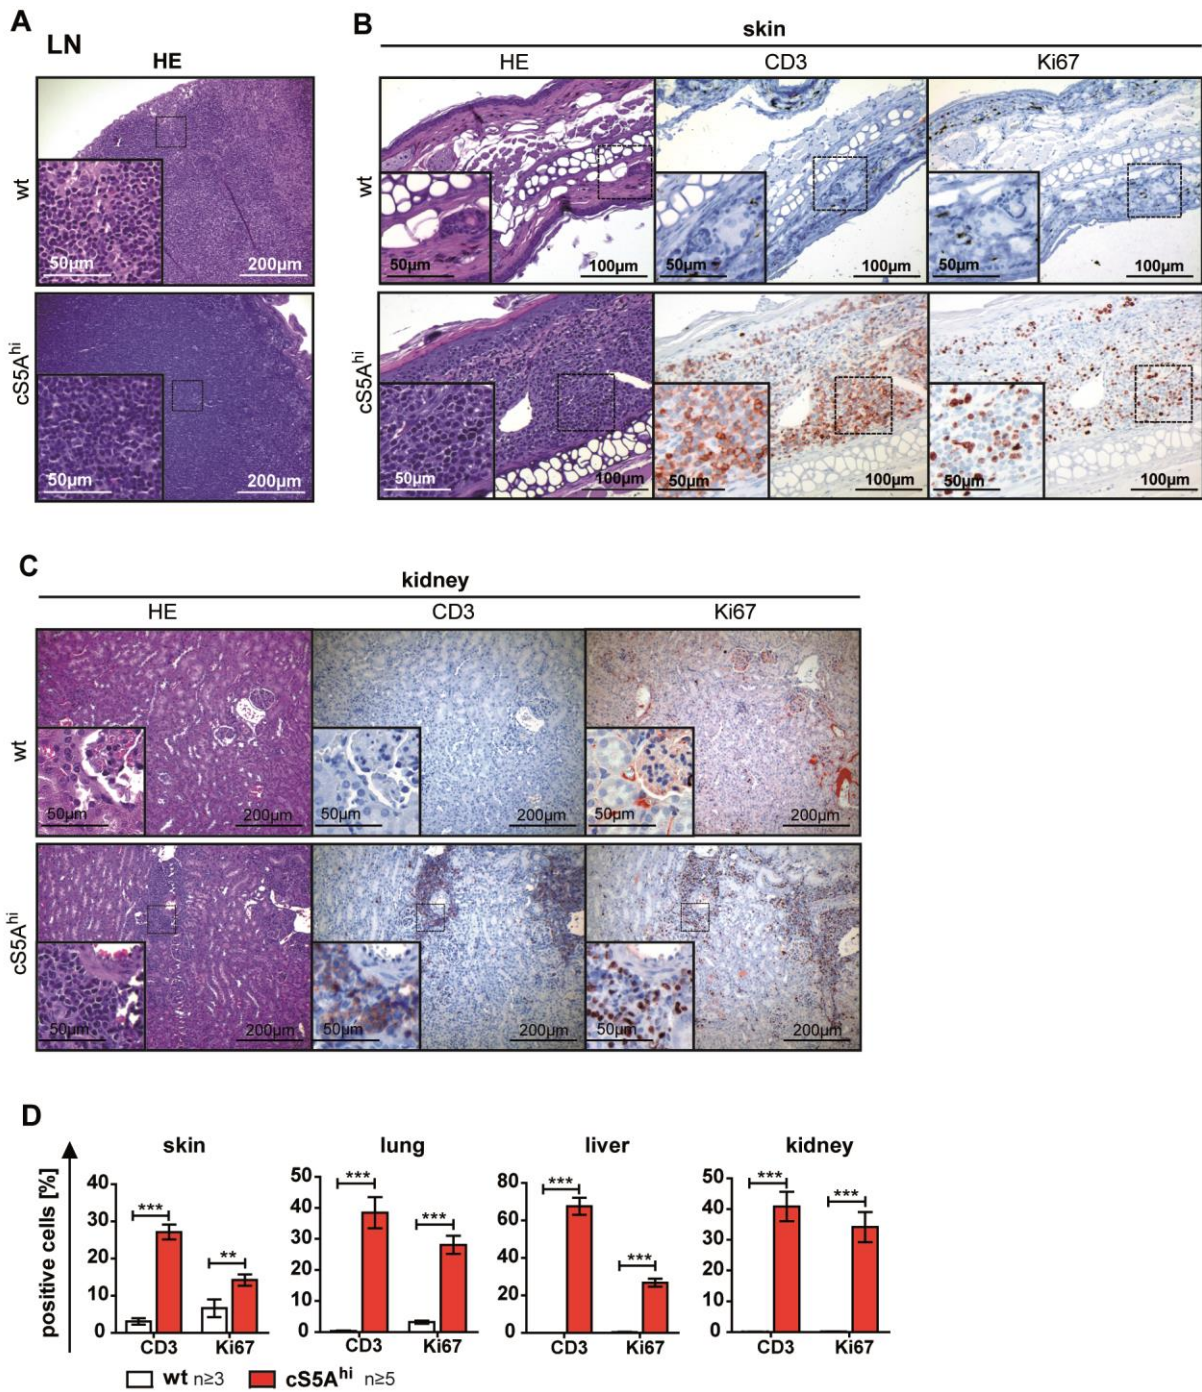 A
LN
HE
wt
50µm
200µm
cS5A^hi
50µm
200µm
B
skin
HE CD3 Ki67
wt
50µm 100µm 50µm 100µm 50µm 100µm
cS5A^hi
50µm 100µm 50µm 100µm 50µm 100µm
C
kidney
HE CD3 Ki67
wt
50µm 200µm 50µm 200µm 50µm 200µm
cS5A^hi
50µm 200µm 50µm 200µm 50µm 200µm
D
positive cells [%]
skin
40
30
20
10
0
***
**
CD3 Ki67
lung
50
40
30
20
10
0
***
***
CD3 Ki67
liver
80
60
40
20
0
***
***
CD3 Ki67
kidney
50
40
30
20
10
0
***
***
CD3 Ki67
wt n≥3 cS5A^hi n≥5